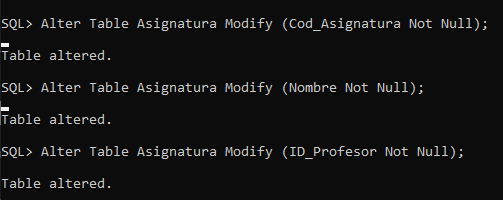 SQL> Alter Table Asignatura Modify (Cod_Asignatura Not Null);
Table altered.
SQL> Alter Table Asignatura Modify (Nombre Not Null);
Table altered.
SQL> Alter Table Asignatura Modify (ID_Profesor Not Null);
Table altered.